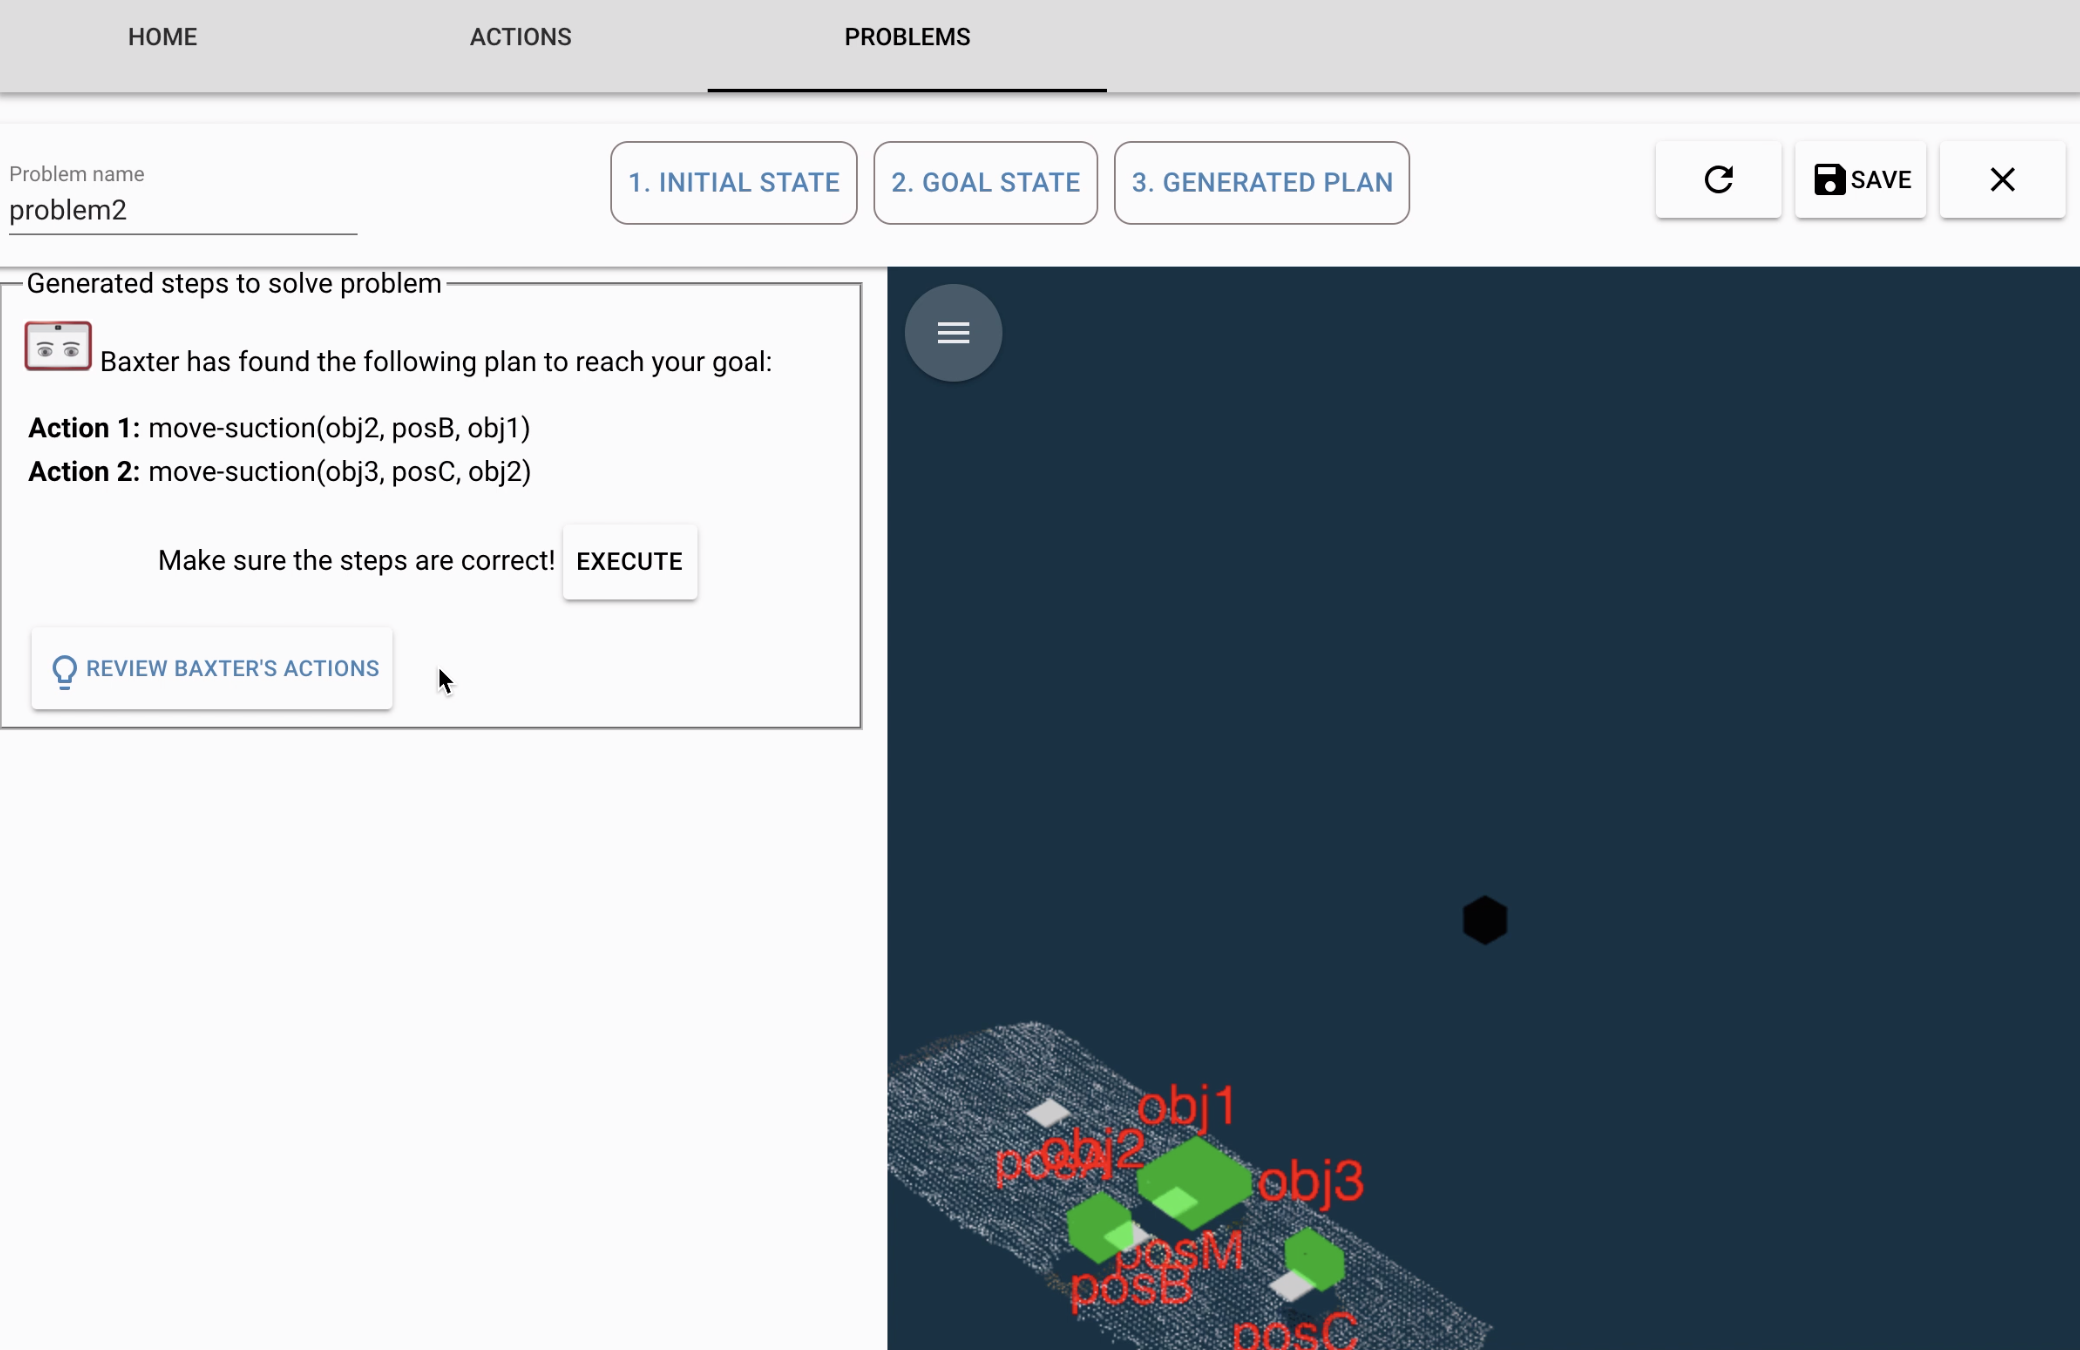 HOME
ACTIONS
PROBLEMS
Problem name
problem2
1. INITIAL STATE
2. GOAL STATE
3. GENERATED PLAN
SAVE
Generated steps to solve problem
Baxter has found the following plan to reach your goal:
Action 1: move-suction(obj2, posB, obj1)
Action 2: move-suction(obj3, posC, obj2)
Make sure the steps are correct!
EXECUTE
REVIEW BAXTER'S ACTIONS
obj1
obj2
posA
obj3
posM
posB
posC